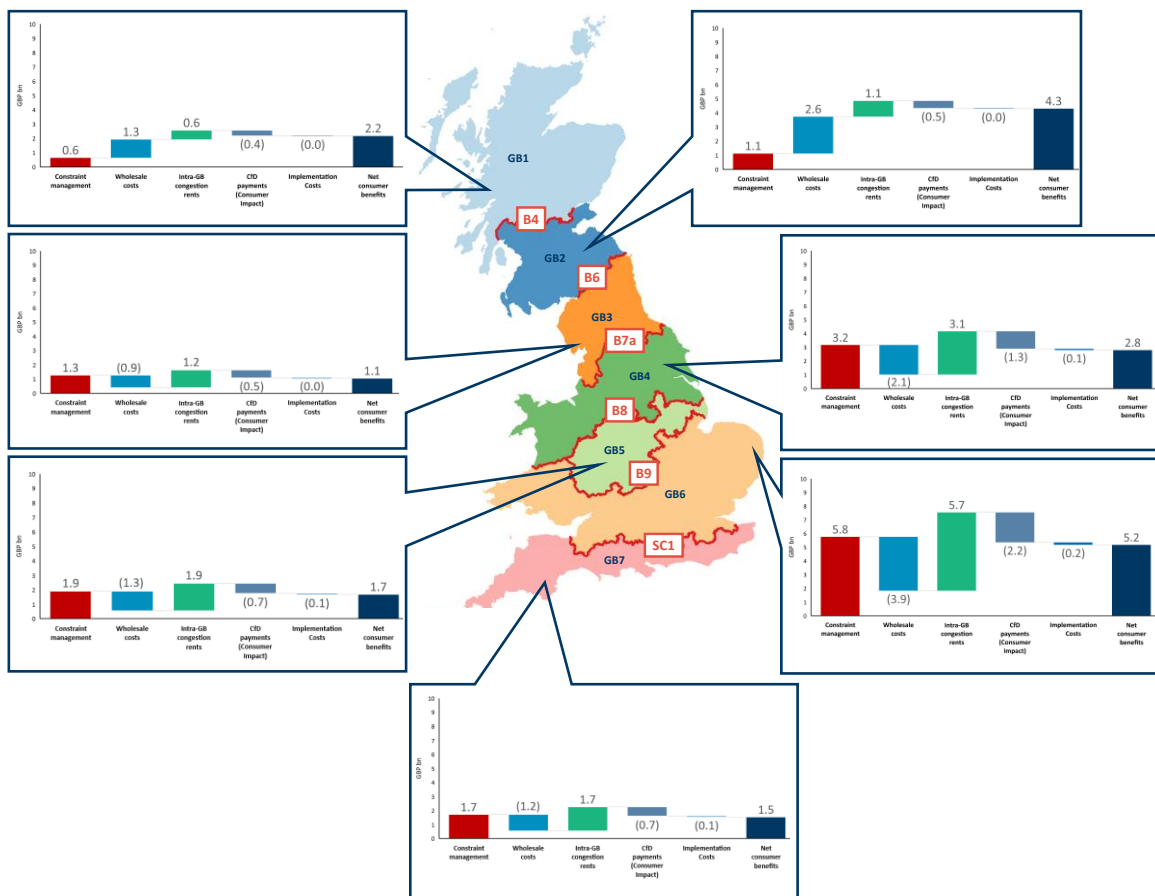 GBP bn
10
9
8
7
6
5
4
3
2
1
0
0.6
1.3
0.6
(0.4)
(0.0)
2.2
Constraint
management
Wholesale
costs
Intra-GB
congestion
rents
CfD
payments
(Consumer
Impact)
Implementation
Costs
Net
consumer
benefits
GBP bn
10
9
8
7
6
5
4
3
2
1
0
1.1
2.6
1.1
(0.5)
(0.0)
4.3
Constraint
management
Wholesale
costs
Intra-GB
congestion
rents
CfD
payments
(Consumer
Impact)
Implementation
Costs
Net
consumer
benefits
GB1
B4
GB2
B6
GB3
B7a
GB4
B8
GB5
B9
GB6
SC1
GB7
GBP bn
10
9
8
7
6
5
4
3
2
1
0
1.3
(0.9)
1.2
(0.5)
(0.0)
1.1
Constraint
management
Wholesale
costs
Intra-GB
congestion
rents
CfD
payments
(Consumer
Impact)
Implementation
Costs
Net
consumer
benefits
GBP bn
10
9
8
7
6
5
4
3
2
1
0
3.2
(2.1)
3.1
(1.3)
(0.1)
2.8
Constraint
management
Wholesale
costs
Intra-GB
congestion
rents
CfD
payments
(Consumer
Impact)
Implementation
Costs
Net
consumer
benefits
GBP bn
10
9
8
7
6
5
4
3
2
1
0
1.9
(1.3)
1.9
(0.7)
(0.1)
1.7
Constraint
management
Wholesale
costs
Intra-GB
congestion
rents
CfD
payments
(Consumer
Impact)
Implementation
Costs
Net
consumer
benefits
GBP bn
10
9
8
7
6
5
4
3
2
1
0
5.8
(3.9)
5.7
(2.2)
(0.2)
5.2
Constraint
management
Wholesale
costs
Intra-GB
congestion
rents
CfD
payments
(Consumer
Impact)
Implementation
Costs
Net
consumer
benefits
GBP bn
10
9
8
7
6
5
4
3
2
1
0
1.7
(1.2)
1.7
(0.7)
(0.1)
1.5
Constraint
management
Wholesale
costs
Intra-GB
congestion
rents
CfD
payments
(Consumer
Impact)
Implementation
Costs
Net
consumer
benefits